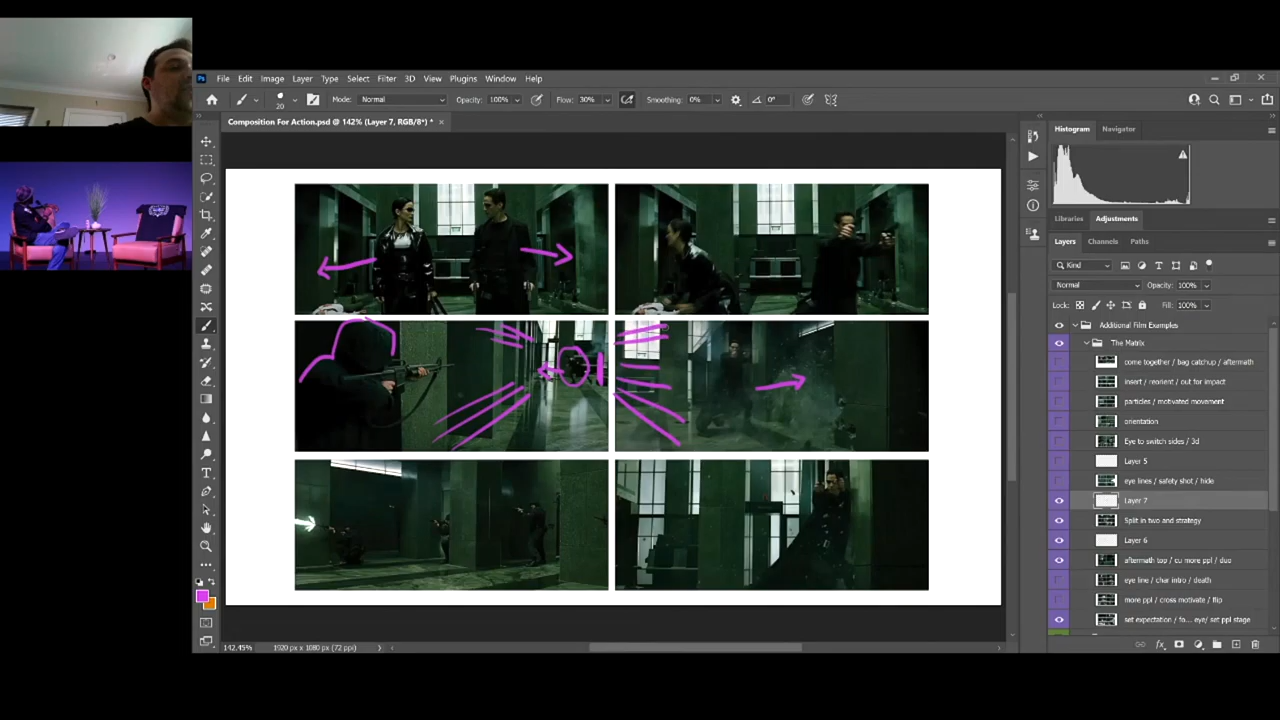 Ps File Edit Image Layer Type Select Filter 3D View Plugins Window Help
20 Mode: Normal Opacity: 100% Flow: 30% Smoothing: 0% 0°
Composition For Action.psd @ 142% (Layer 7, RGB/8*) * ×
Histogram Navigator
Libraries Adjustments
Layers Channels Paths
Kind
Normal Opacity: 100%
Lock: Fill: 100%
Additional Film Examples
The Matrix
come together / bag catchup / aftermath
insert / reorient / out for impact
particles / motivated movement
orientation
Eye to switch sides / 3d
Layer 5
eye lines / safety shot / hide
Layer 7
Split in two and strategy
Layer 6
aftermath top / cu more ppl / duo
eye line / char intro / death
more ppl / cross motivate / flip
set expectation / fo... eye/ set ppl stage
142.45% 1920 px x 1080 px (72 ppi)